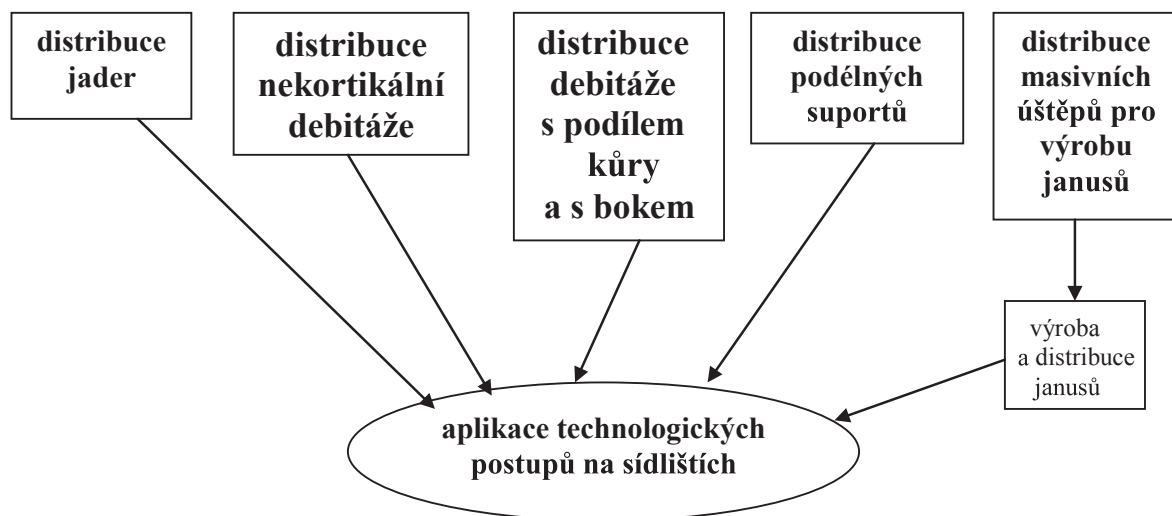 distribuce
jader
distribuce
nekortikální
debitáže
distribuce
debitáže
s podílem
kůry
a s bokem
distribuce
podélných
suportů
distribuce
masivních
úštěpů pro
výrobu
janusů
výroba
a distribuce
janusů
aplikace technologických
postupů na sídlištích